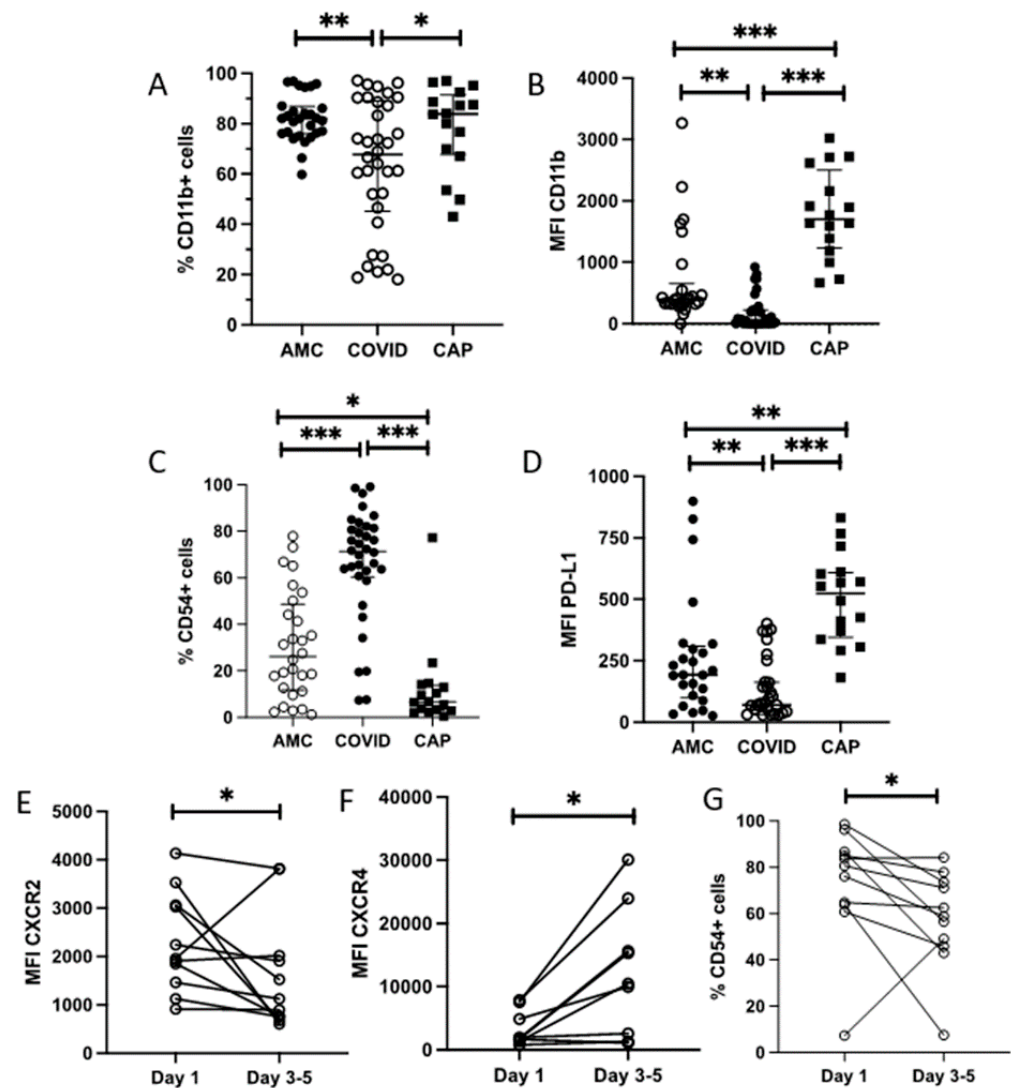 ** *
A
% CD11b+ cells
100
80
60
40
20
0
AMC COVID CAP
***
** ***
B
MFI CD11b
4000
3000
2000
1000
0
AMC COVID CAP
*
*** ***
C
% CD54+ cells
100
80
60
40
20
0
AMC COVID CAP
**
** ***
D
MFI PD-L1
1000
750
500
250
0
AMC COVID CAP
E
*
MFI CXCR2
5000
4000
3000
2000
1000
0
Day 1 Day 3-5
F
*
MFI CXCR4
40000
30000
20000
10000
0
Day 1 Day 3-5
G
*
% CD54+ cells
100
80
60
40
20
0
Day 1 Day 3-5